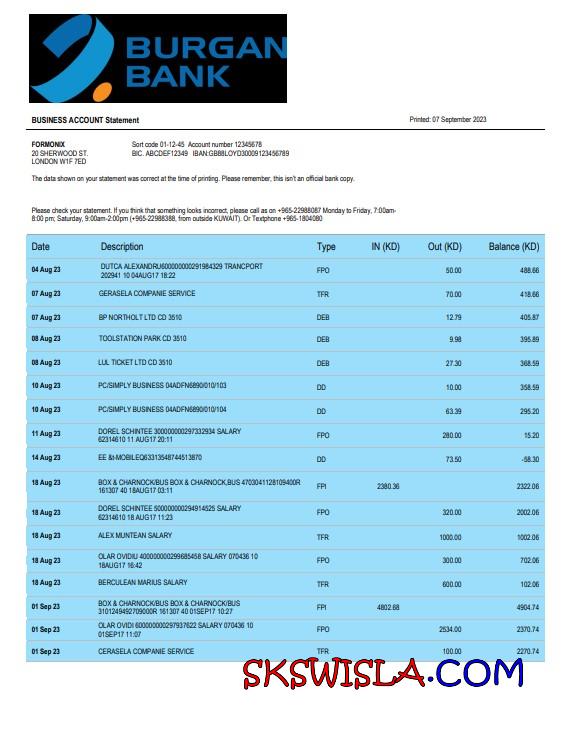 BURGAN
BANK
BUSINESS ACCOUNT Statement Printed: 07 September 2023
FORMONIX Sort code 01-12-45 Account number 12345678
20 SHERWOOD ST. BIC. ABCDEF12349 IBAN:GB88LOYD30009123456789
LONDON W1F 7ED
The data shown on your statement was correct at the time of printing. Please remember, this isn't an official bank copy.
Please check your statement. If you think that something looks incorrect, please call as on +965-22988087 Monday to Friday, 7:00am-
8:00 pm; Saturday, 9:00am-2:00pm (+965-22988388, from outside KUWAIT). Or Textphone +965-1804080
Date Description Type IN (KD) Out (KD) Balance (KD)
04 Aug 23 DUTCA ALEXANDRU6000000000291984329 TRANCPORT FPO 50.00 488.66
202941 10 04AUG17 18:22
07 Aug 23 GERASELA COMPANIE SERVICE TFR 70.00 418.66
07 Aug 23 BP NORTHOLT LTD CD 3510 DEB 12.79 405.87
08 Aug 23 TOOLSTATION PARK CD 3510 DEB 9.98 395.89
08 Aug 23 LUL TICKET LTD CD 3510 DEB 27.30 368.59
10 Aug 23 PC/SIMPLY BUSINESS 04ADFN6890/010/103 DD 10.00 358.59
10 Aug 23 PC/SIMPLY BUSINESS 04ADFN6890/010/104 DD 63.39 295.20
11 Aug 23 DOREL SCHINTEE 300000000297332934 SALARY FPO 280.00 15.20
62314610 11 AUG17 20:11
14 Aug 23 EE &t-MOBILEQ63313548744513870 DD 73.50 -58.30
18 Aug 23 BOX & CHARNOCK/BUS BOX & CHARNOCK,BUS 4703041128109400R FPI 2380.36 2322.06
161307 40 18AUG17 03:11
18 Aug 23 DOREL SCHINTEE 500000000294914525 SALARY FPO 320.00 2002.06
62314610 18 AUG17 11:23
18 Aug 23 ALEX MUNTEAN SALARY TFR 1000.00 1002.06
18 Aug 23 OLAR OVIDIU 400000000299685458 SALARY 070436 10 FPO 300.00 702.06
18AUG17 16:42
18 Aug 23 BERCULEAN MARIUS SALARY TFR 600.00 102.06
01 Sep 23 BOX & CHARNOCK/BUS BOX & CHARNOCK/BUS FPI 4802.68 4904.74
3101249492709000R 161307 40 01SEP17 10:27
01 Sep 23 OLAR OVIDI 600000000297937622 SALARY 070436 10 FPO 2534.00 2370.74
01SEP17 11:07
01 Sep 23 CERASELA COMPANIE SERVICE TFR 100.00 2270.74
SKSWISLA.COM